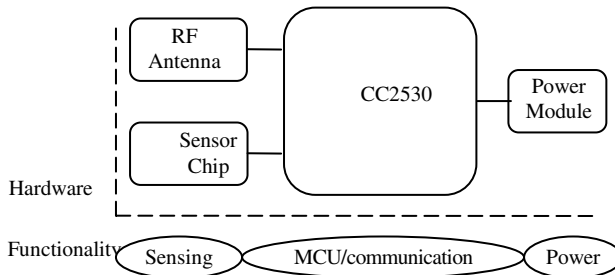 RF
Antenna
CC2530
Power
Module
Sensor
Chip
Hardware
Functionality
Sensing
MCU/communication
Power